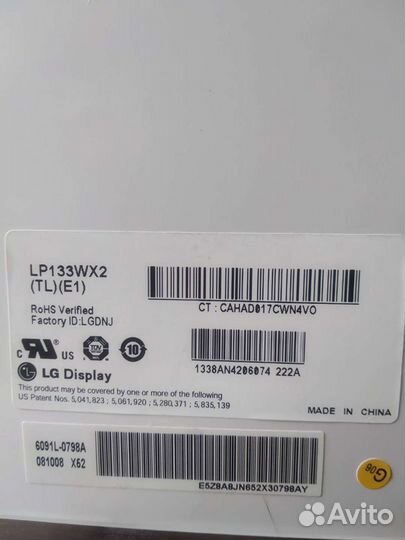 LP133WX2
(TL)(E1)
RoHS Verified
Factory ID:LGDNJ
CT : CAHAD017CWN4VO
c UL US
10
1338AN4206074 222A
LG Display
This product may be covered by one or more of the following
US Patent Nos. 5,041,823 ; 5,061,920 ; 5,280,371 ; 5,835,139
MADE IN CHINA
6091L-0798A
081008 X62
E5Z8A8JN652X30798AY
G06
Avito